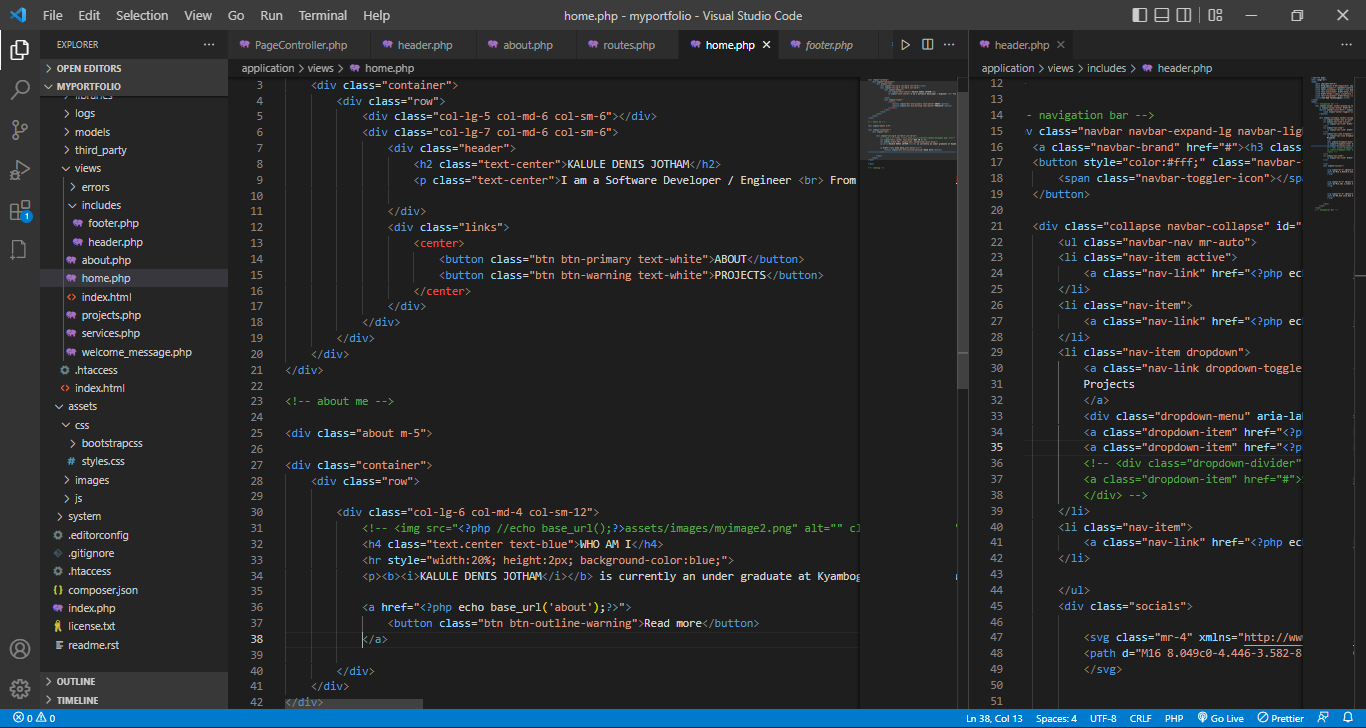 File Edit Selection View Go Run Terminal Help home.php - myportfolio - Visual Studio Code
EXPLORER
OPEN EDITORS
MYPORTFOLIO
libraries
logs
models
third_party
views
errors
includes
footer.php
header.php
about.php
home.php
index.html
projects.php
services.php
welcome_message.php
.htaccess
index.html
assets
css
bootstrapcss
styles.css
images
js
system
.editorconfig
.gitignore
.htaccess
composer.json
index.php
license.txt
readme.rst
OUTLINE
TIMELINE
1
PageController.php header.php about.php routes.php home.php footer.php
application > views > home.php
3 <div class="container">
4 <div class="row">
5 <div class="col-lg-5 col-md-6 col-sm-6"></div>
6 <div class="col-lg-7 col-md-6 col-sm-6">
7 <div class="header">
8 <h2 class="text-center">KALULE DENIS JOTHAM</h2>
9 <p class="text-center">I am a Software Developer / Engineer <br> From
10
11 </div>
12 <div class="links">
13 <center>
14 <button class="btn btn-primary text-white">ABOUT</button>
15 <button class="btn btn-warning text-white">PROJECTS</button>
16 </center>
17 </div>
18 </div>
19 </div>
20 </div>
21 </div>
22
23 <!-- about me -->
24
25 <div class="about m-5">
26
27 <div class="container">
28 <div class="row">
29
30 <div class="col-lg-6 col-md-4 col-sm-12">
31 <!-- <img src="<?php //echo base_url();?>assets/images/myimage2.png" alt="" cl
32 <h4 class="text.center text-blue">WHO AM I</h4>
33 <hr style="width:20%; height:2px; background-color:blue;">
34 <p><b><i>KALULE DENIS JOTHAM</i></b> is currently an under graduate at Kyambog
35
36 <a href="<?php echo base_url('about');?>">
37 <button class="btn btn-outline-warning">Read more</button>
38 </a>
39
40 </div>
41 </div>
42 </div>
header.php
application > views > includes > header.php
12
13
14 - navigation bar -->
15 v class="navbar navbar-expand-lg navbar-lig
16 <a class="navbar-brand" href="#"><h3 class
17 <button style="color:#fff;" class="navbar-
18 <span class="navbar-toggler-icon"></spa
19 </button>
20
21 <div class="collapse navbar-collapse" id="
22 <ul class="navbar-nav mr-auto">
23 <li class="nav-item active">
24 <a class="nav-link" href="<?php ech
25 </li>
26 <li class="nav-item">
27 <a class="nav-link" href="<?php ech
28 </li>
29 <li class="nav-item dropdown">
30 <a class="nav-link dropdown-toggle
31 Projects
32 </a>
33 <div class="dropdown-menu" aria-lab
34 <a class="dropdown-item" href="<?p
35 <a class="dropdown-item" href="<?p
36 <!-- <div class="dropdown-divider"
37 <a class="dropdown-item" href="#">
38 </div> -->
39 </li>
40 <li class="nav-item">
41 <a class="nav-link" href="<?php ech
42 </li>
43
44 </ul>
45 <div class="socials">
46
47 <svg class="mr-4" xmlns="http://ww
48 <path d="M16 8.049c0-4.446-3.582-8
49 </svg>
50
51
0 0 Ln 38, Col 13 Spaces: 4 UTF-8 CRLF PHP Go Live Prettier